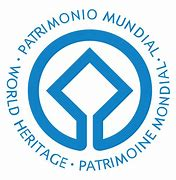 · PATRIMONIO MUNDIAL · WORLD HERITAGE · PATRIMOINE MONDIAL